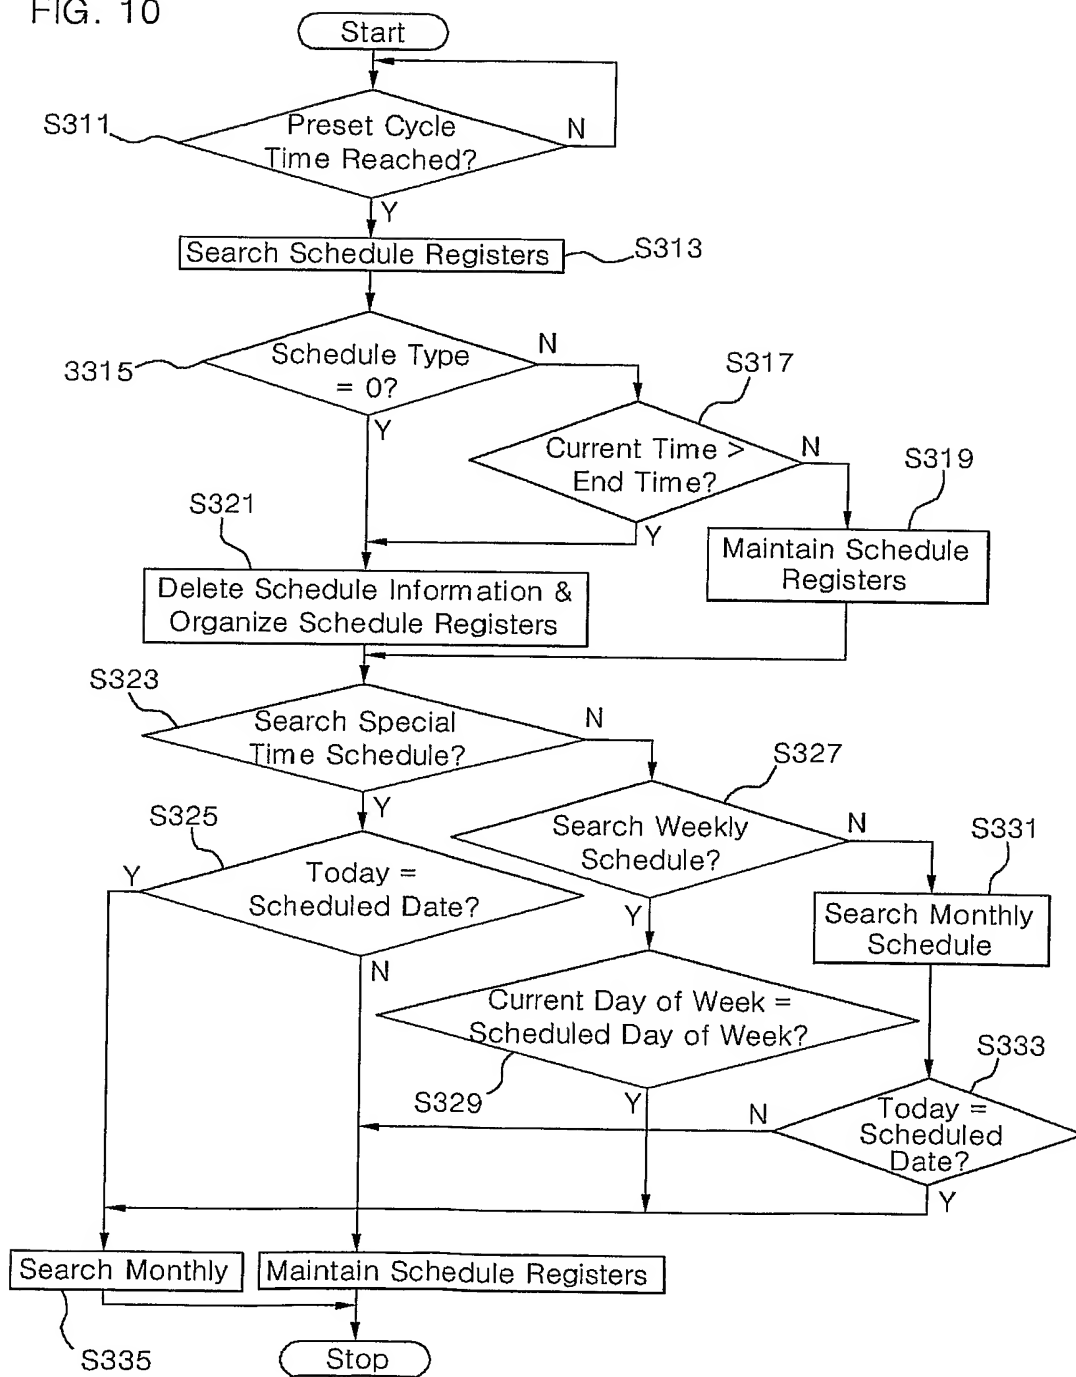 FIG. 10
Start
S311
Preset Cycle
Time Reached?
N
Y
Search Schedule Registers
S313
3315
Schedule Type
= 0?
N
Y
S317
Current Time >
End Time?
N
Y
S319
Maintain Schedule
Registers
S321
Delete Schedule Information &
Organize Schedule Registers
S323
Search Special
Time Schedule?
N
Y
S325
Y
Today =
Scheduled Date?
N
S327
Search Weekly
Schedule?
N
Y
S331
Search Monthly
Schedule
Current Day of Week =
Scheduled Day of Week?
S329
Y
S333
N
Today =
Scheduled
Date?
Y
Search Monthly
Maintain Schedule Registers
S335
Stop